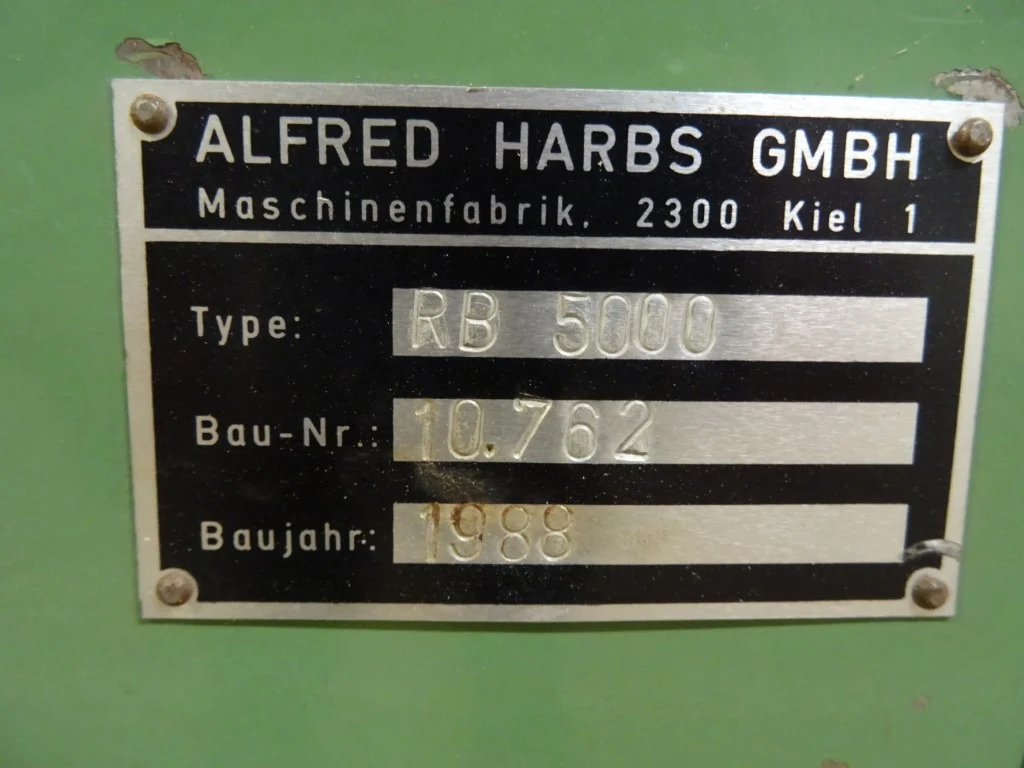 ALFRED HARBS GMBH
Maschinenfabrik, 2300 Kiel 1
Type: RB 5000
Bau-Nr.: 10.762
Baujahr: 1988